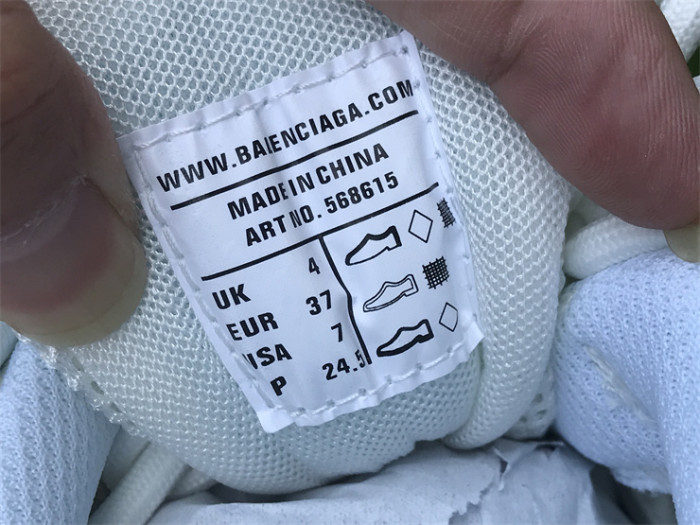 WWW.BALENCIAGA.COM
MADE IN CHINA
ART NO. 568615
UK 4
EUR 37
USA 7
P 24.5